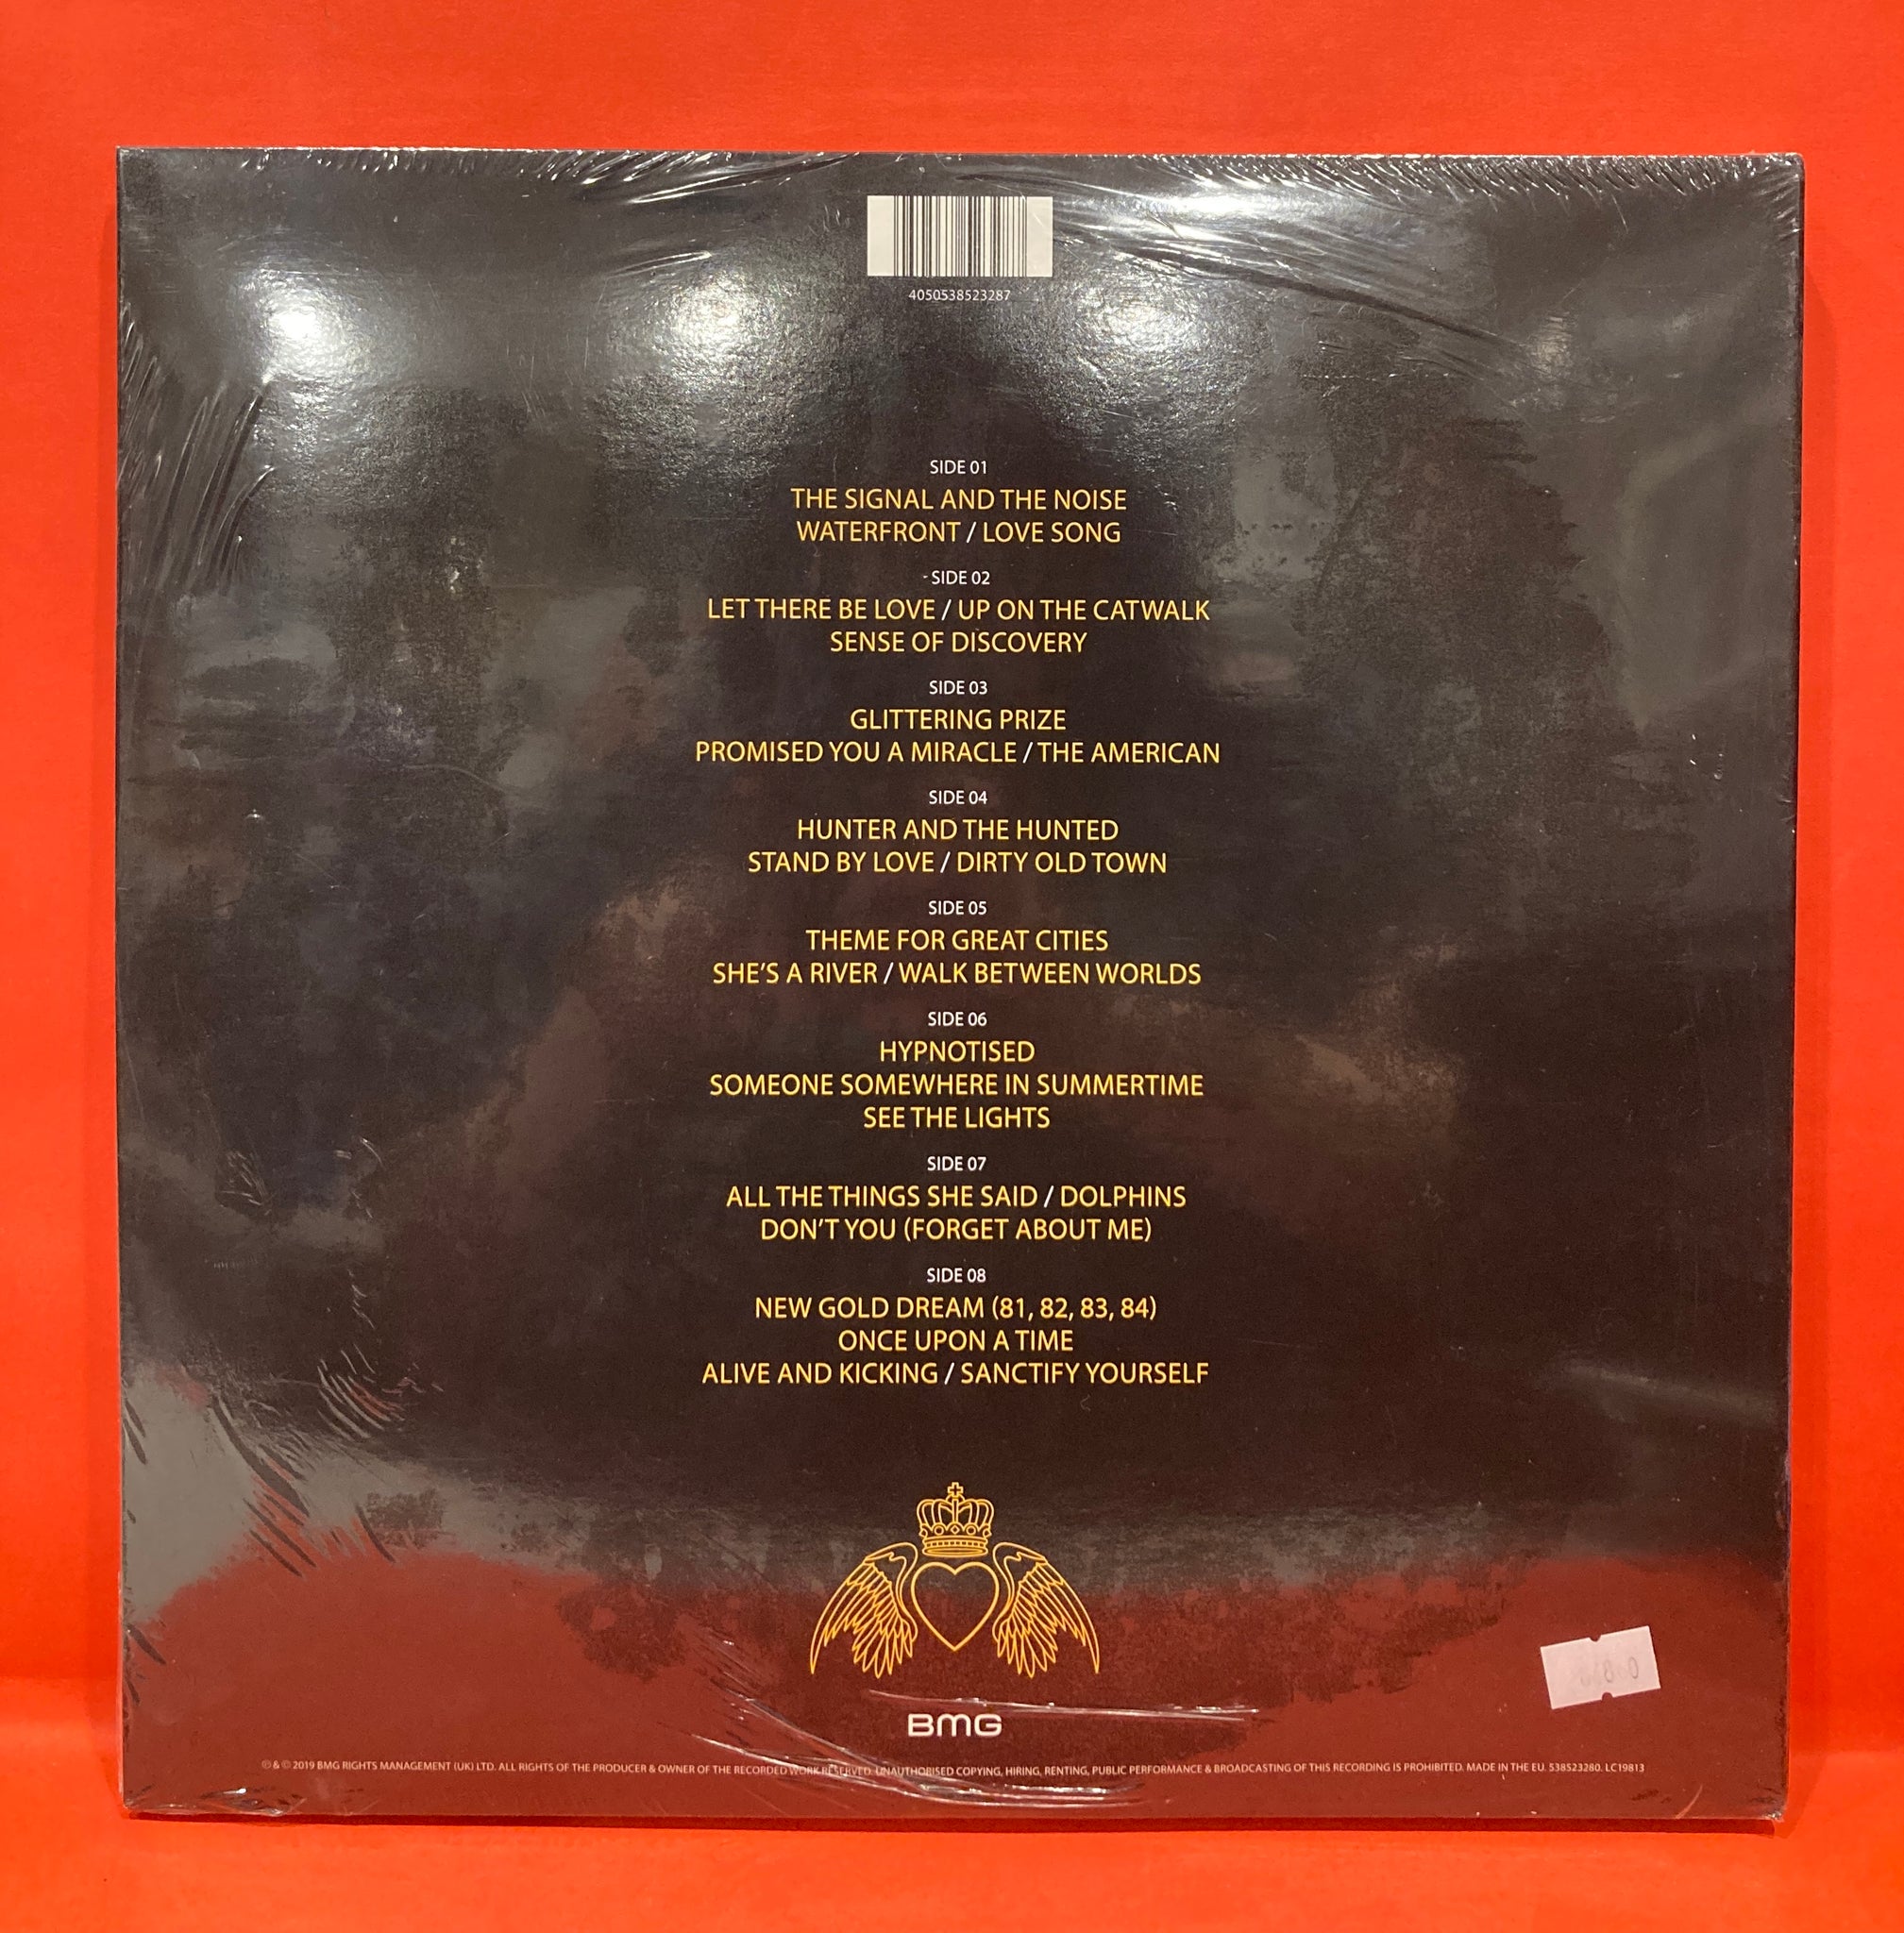 4050538523287
SIDE 01
THE SIGNAL AND THE NOISE
WATERFRONT / LOVE SONG
SIDE 02
LET THERE BE LOVE / UP ON THE CATWALK
SENSE OF DISCOVERY
SIDE 03
GLITTERING PRIZE
PROMISED YOU A MIRACLE / THE AMERICAN
SIDE 04
HUNTER AND THE HUNTED
STAND BY LOVE / DIRTY OLD TOWN
SIDE 05
THEME FOR GREAT CITIES
SHE'S A RIVER / WALK BETWEEN WORLDS
SIDE 06
HYPNOTISED
SOMEONE SOMEWHERE IN SUMMERTIME
SEE THE LIGHTS
SIDE 07
ALL THE THINGS SHE SAID / DOLPHINS
DON'T YOU (FORGET ABOUT ME)
SIDE 08
NEW GOLD DREAM (81, 82, 83, 84)
ONCE UPON A TIME
ALIVE AND KICKING / SANCTIFY YOURSELF
BMG
℗ & © 2019 BMG RIGHTS MANAGEMENT (UK) LTD. ALL RIGHTS OF THE PRODUCER & OWNER OF THE RECORDED WORK RESERVED. UNAUTHORISED COPYING, HIRING, RENTING, PUBLIC PERFORMANCE & BROADCASTING OF THIS RECORDING IS PROHIBITED. MADE IN THE EU. 538523280. LC19813